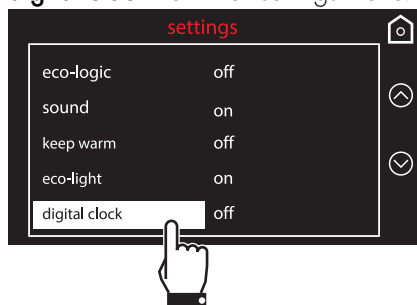 settings
eco-logic off
sound on
keep warm off
eco-light on
digital clock off